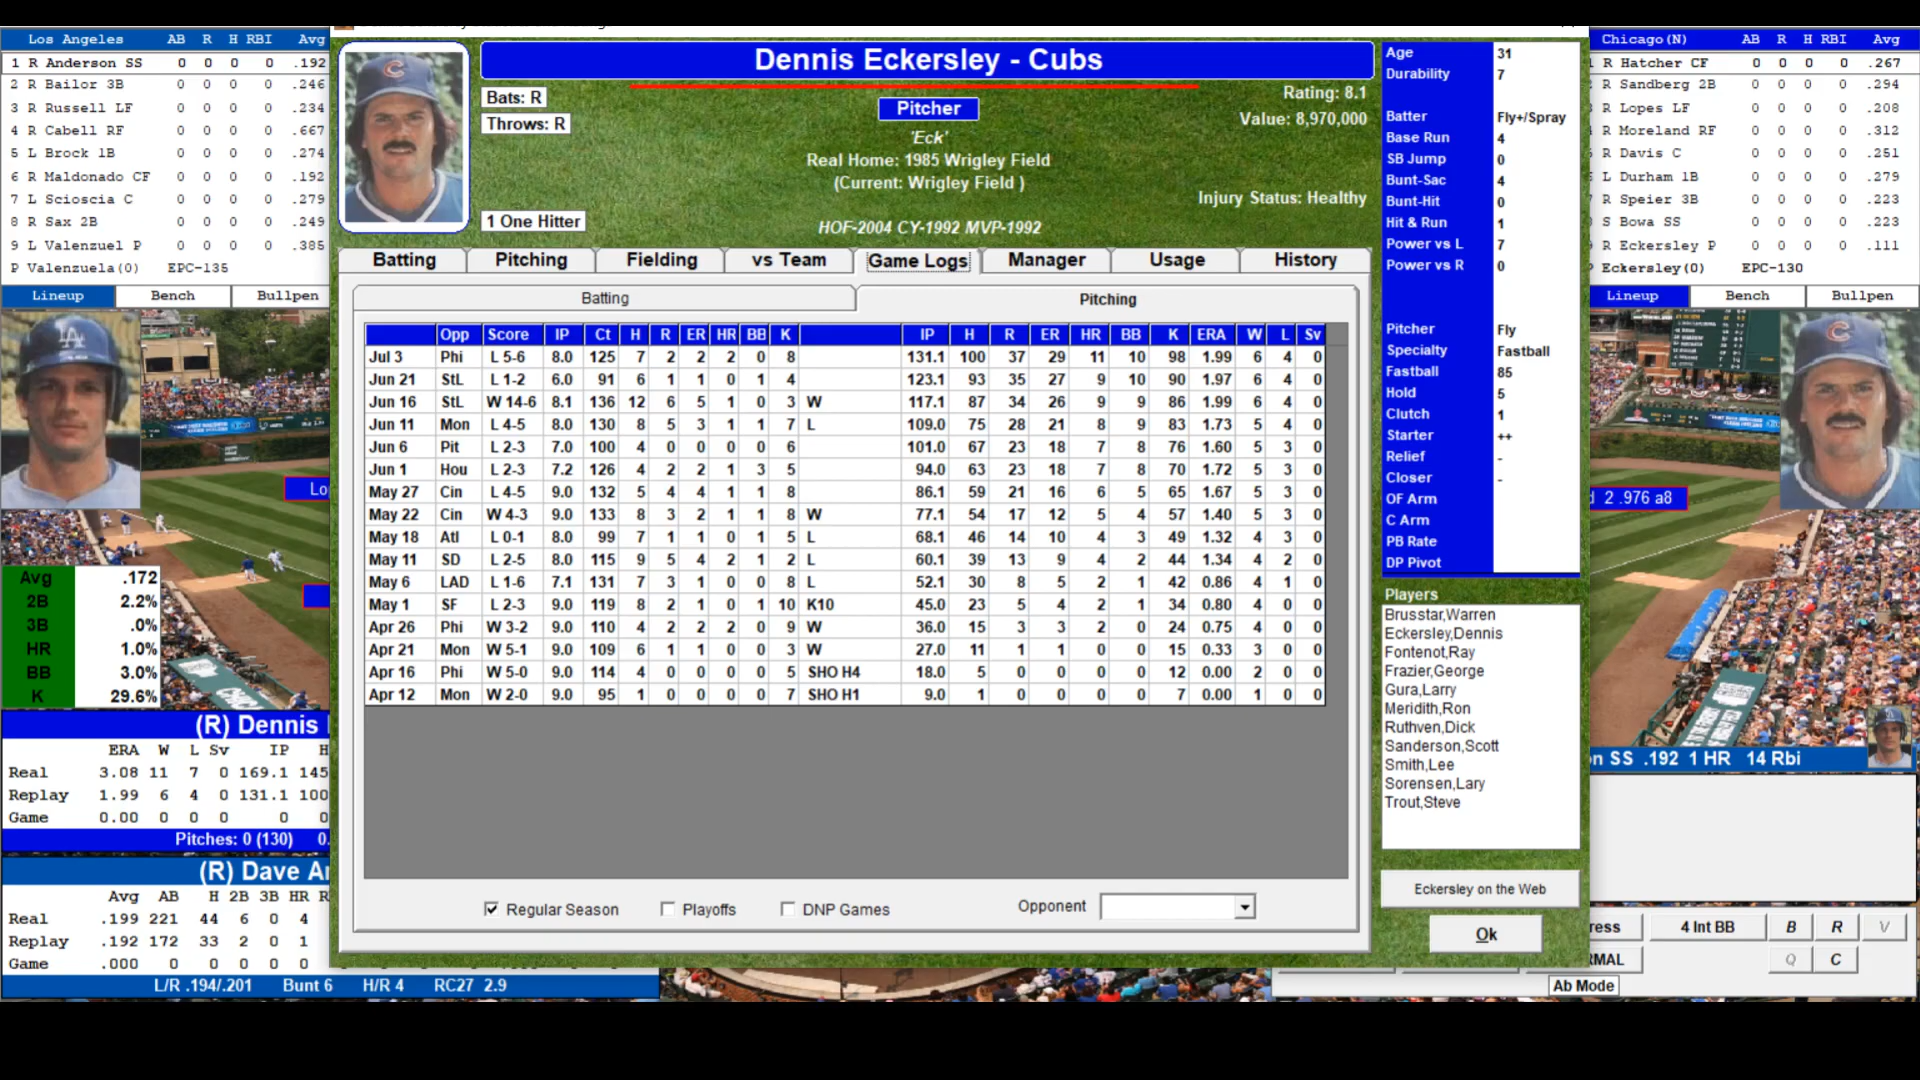 Los Angeles AB R H RBI Avg
1 R Anderson SS 0 0 0 0 .192
2 R Bailor 3B 0 0 0 0 .246
3 R Russell LF 0 0 0 0 .234
4 R Cabell RF 0 0 0 0 .667
5 L Brock 1B 0 0 0 0 .274
6 R Maldonado CF 0 0 0 0 .192
7 L Scioscia C 0 0 0 0 .279
8 R Sax 2B 0 0 0 0 .249
9 L Valenzuel P 0 0 0 0 .385
P Valenzuela(0) EPC-135
Lineup Bench Bullpen
Lo
Avg .172
2B 2.2%
3B .0%
HR 1.0%
BB 3.0%
K 29.6%
(R) Dennis
ERA W L Sv IP H
Real 3.08 11 7 0 169.1 145
Replay 1.99 6 4 0 131.1 100
Game 0.00 0 0 0 0 0
Pitches: 0 (130) 0.
(R) Dave An
Avg AB H 2B 3B HR R
Real .199 221 44 6 0 4
Replay .192 172 33 2 0 1
Game .000 0 0 0 0 0
L/R .194/.201 Bunt 6 H/R 4 RC27 2.9
Dennis Eckersley - Cubs
Bats: R
Throws: R
1 One Hitter
Pitcher
'Eck'
Real Home: 1985 Wrigley Field
(Current: Wrigley Field )
HOF-2004 CY-1992 MVP-1992
Rating: 8.1
Value: 8,970,000
Injury Status: Healthy
Batting Pitching Fielding vs Team Game Logs Manager Usage History
Batting Pitching
Opp Score IP Ct H R ER HR BB K IP H R ER HR BB K ERA W L Sv
Jul 3 Phi L 5-6 8.0 125 7 2 2 2 0 8 131.1 100 37 29 11 10 98 1.99 6 4 0
Jun 21 StL L 1-2 6.0 91 6 1 1 0 1 4 123.1 93 35 27 9 10 90 1.97 6 4 0
Jun 16 StL W 14-6 8.1 136 12 6 5 1 0 3 W 117.1 87 34 26 9 9 86 1.99 6 4 0
Jun 11 Mon L 4-5 8.0 130 8 5 3 1 1 7 L 109.0 75 28 21 8 9 83 1.73 5 4 0
Jun 6 Pit L 2-3 7.0 100 4 0 0 0 0 6 101.0 67 23 18 7 8 76 1.60 5 3 0
Jun 1 Hou L 2-3 7.2 126 4 2 2 1 3 5 94.0 63 23 18 7 8 70 1.72 5 3 0
May 27 Cin L 4-5 9.0 132 5 4 4 1 1 8 86.1 59 21 16 6 5 65 1.67 5 3 0
May 22 Cin W 4-3 9.0 133 8 3 2 1 1 8 W 77.1 54 17 12 5 4 57 1.40 5 3 0
May 18 Atl L 0-1 8.0 99 7 1 1 0 1 5 L 68.1 46 14 10 4 3 49 1.32 4 3 0
May 11 SD L 2-5 8.0 115 9 5 4 2 1 2 L 60.1 39 13 9 4 2 44 1.34 4 2 0
May 6 LAD L 1-6 7.1 131 7 3 1 0 0 8 L 52.1 30 8 5 2 1 42 0.86 4 1 0
May 1 SF L 2-3 9.0 119 8 2 1 0 1 10 K10 45.0 23 5 4 2 1 34 0.80 4 0 0
Apr 26 Phi W 3-2 9.0 110 4 2 2 2 0 9 W 36.0 15 3 3 2 0 24 0.75 4 0 0
Apr 21 Mon W 5-1 9.0 109 6 1 1 0 0 3 W 27.0 11 1 1 0 0 15 0.33 3 0 0
Apr 16 Phi W 5-0 9.0 114 4 0 0 0 0 5 SHO H4 18.0 5 0 0 0 0 12 0.00 2 0 0
Apr 12 Mon W 2-0 9.0 95 1 0 0 0 0 7 SHO H1 9.0 1 0 0 0 0 7 0.00 1 0 0
Regular Season Playoffs DNP Games Opponent
Age 31
Durability 7
Batter Fly+/Spray
Base Run 4
SB Jump 0
Bunt-Sac 4
Bunt-Hit 0
Hit & Run 1
Power vs L 7
Power vs R 0
Pitcher Fly
Specialty Fastball
Fastball 85
Hold 5
Clutch 1
Starter ++
Relief -
Closer -
OF Arm
C Arm
PB Rate
DP Pivot
Players
Brusstar,Warren
Eckersley,Dennis
Fontenot,Ray
Frazier,George
Gura,Larry
Meridith,Ron
Ruthven,Dick
Sanderson,Scott
Smith,Lee
Sorensen,Lary
Trout,Steve
Eckersley on the Web
Ok
Chicago(N) AB R H RBI Avg
R Hatcher CF 0 0 0 0 .267
R Sandberg 2B 0 0 0 0 .294
R Lopes LF 0 0 0 0 .208
R Moreland RF 0 0 0 0 .312
R Davis C 0 0 0 0 .251
L Durham 1B 0 0 0 0 .279
R Speier 3B 0 0 0 0 .223
S Bowa SS 0 0 0 0 .223
R Eckersley P 0 0 0 0 .111
Eckersley(0) EPC-130
Lineup Bench Bullpen
d 2 .976 a8
n SS .192 1 HR 14 Rbi
ress 4 Int BB B R V
RMAL Q C
Ab Mode